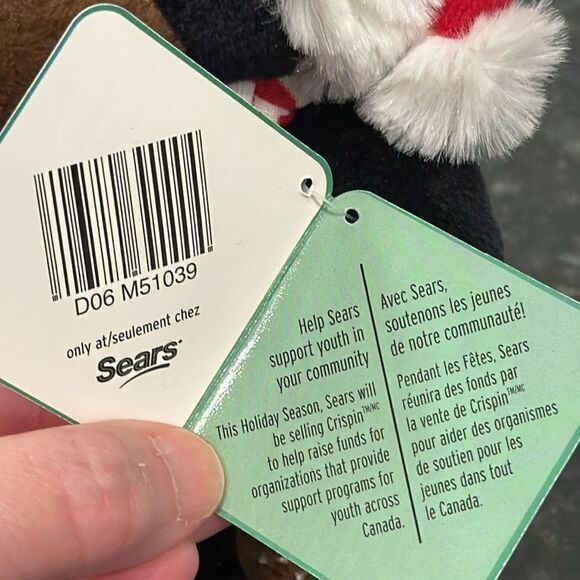 D06 M51039
only at/seulement chez
Sears
Help Sears
support youth in
your community
This Holiday Season, Sears will
be selling Crispin™/MC
to help raise funds for
organizations that provide
support programs for
youth across
Canada.
Avec Sears,
soutenons les jeunes
de notre communauté!
Pendant les Fêtes, Sears
réunira des fonds par
la vente de Crispin™/MC
pour aider des organismes
de soutien pour les
jeunes dans tout
le Canada.